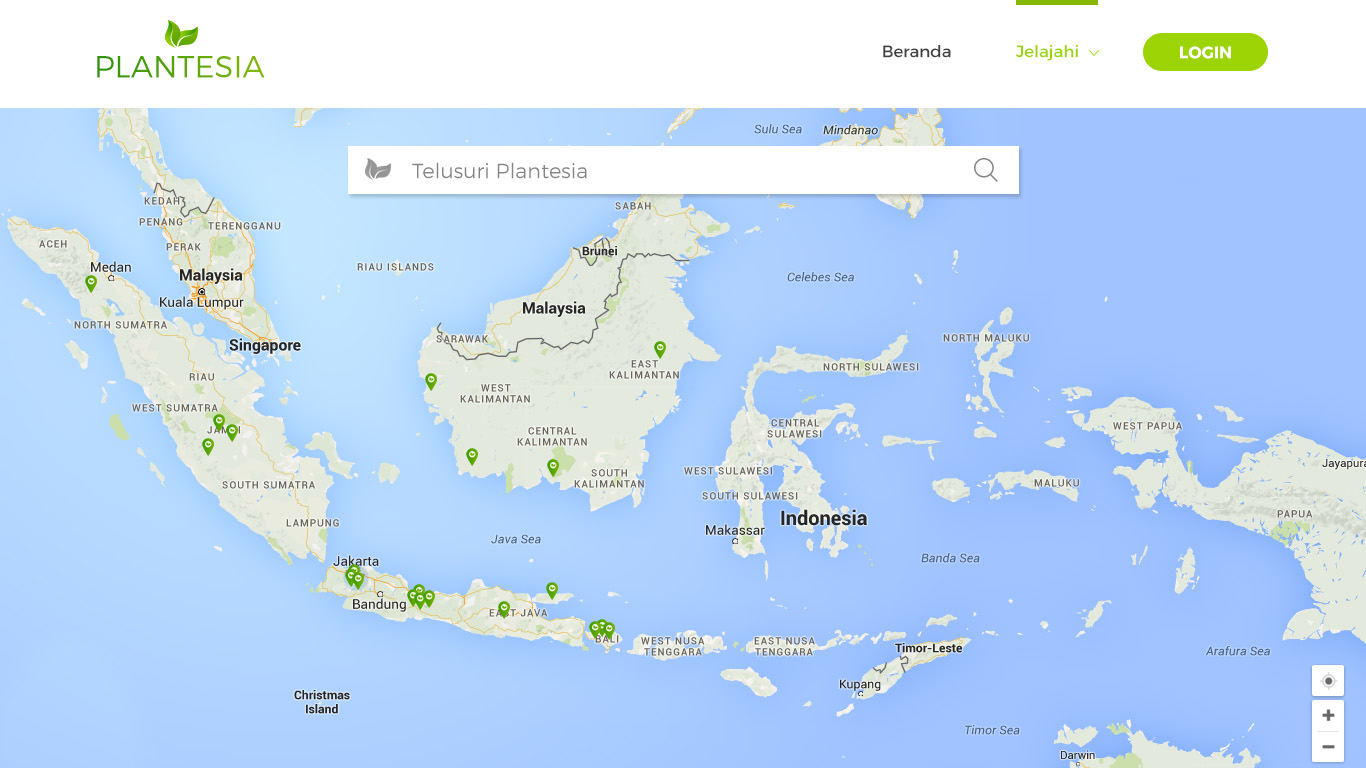 PLANTESIA
Beranda
Jelajahi
LOGIN
Sulu Sea
Mindanao
Telusuri Plantesia
KEDAH
PENANG
TERENGGANU
SABAH
ACEH
PERAK
Brunei
Medan
Malaysia
RIAU ISLANDS
Celebes Sea
Kuala Lumpur
Malaysia
NORTH SUMATRA
SARAWAK
NORTH MALUKU
Singapore
RIAU
EAST
KALIMANTAN
NORTH SULAWESI
WEST
KALIMANTAN
WEST SUMATRA
CENTRAL
SULAWESI
WEST PAPUA
CENTRAL
KALIMANTAN
Jayapura
WEST SULAWESI
SOUTH
KALIMANTAN
SOUTH SUMATRA
MALUKU
SOUTH SULAWESI
Indonesia
PAPUA
LAMPUNG
Makassar
Java Sea
Banda Sea
Jakarta
Bandung
EAST JAVA
BALI
WEST NUSA
TENGGARA
EAST NUSA
TENGGARA
Timor-Leste
Arafura Sea
Kupang
Christmas
Island
Timor Sea
Darwin